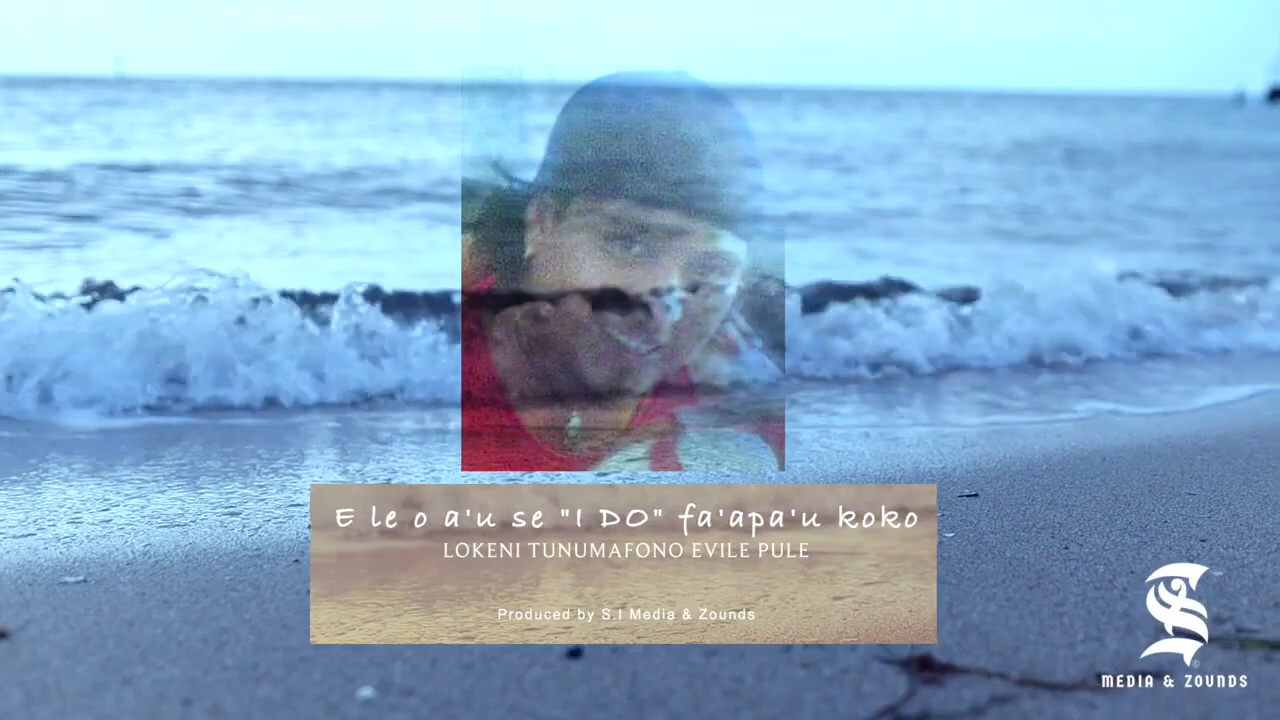 E le o a'u se "I DO" fa'apa'u koko
LOKENI TUNUMAFONO EVILE PULE
Produced by S.I Media & Zounds
S
©
MEDIA & ZOUNDS